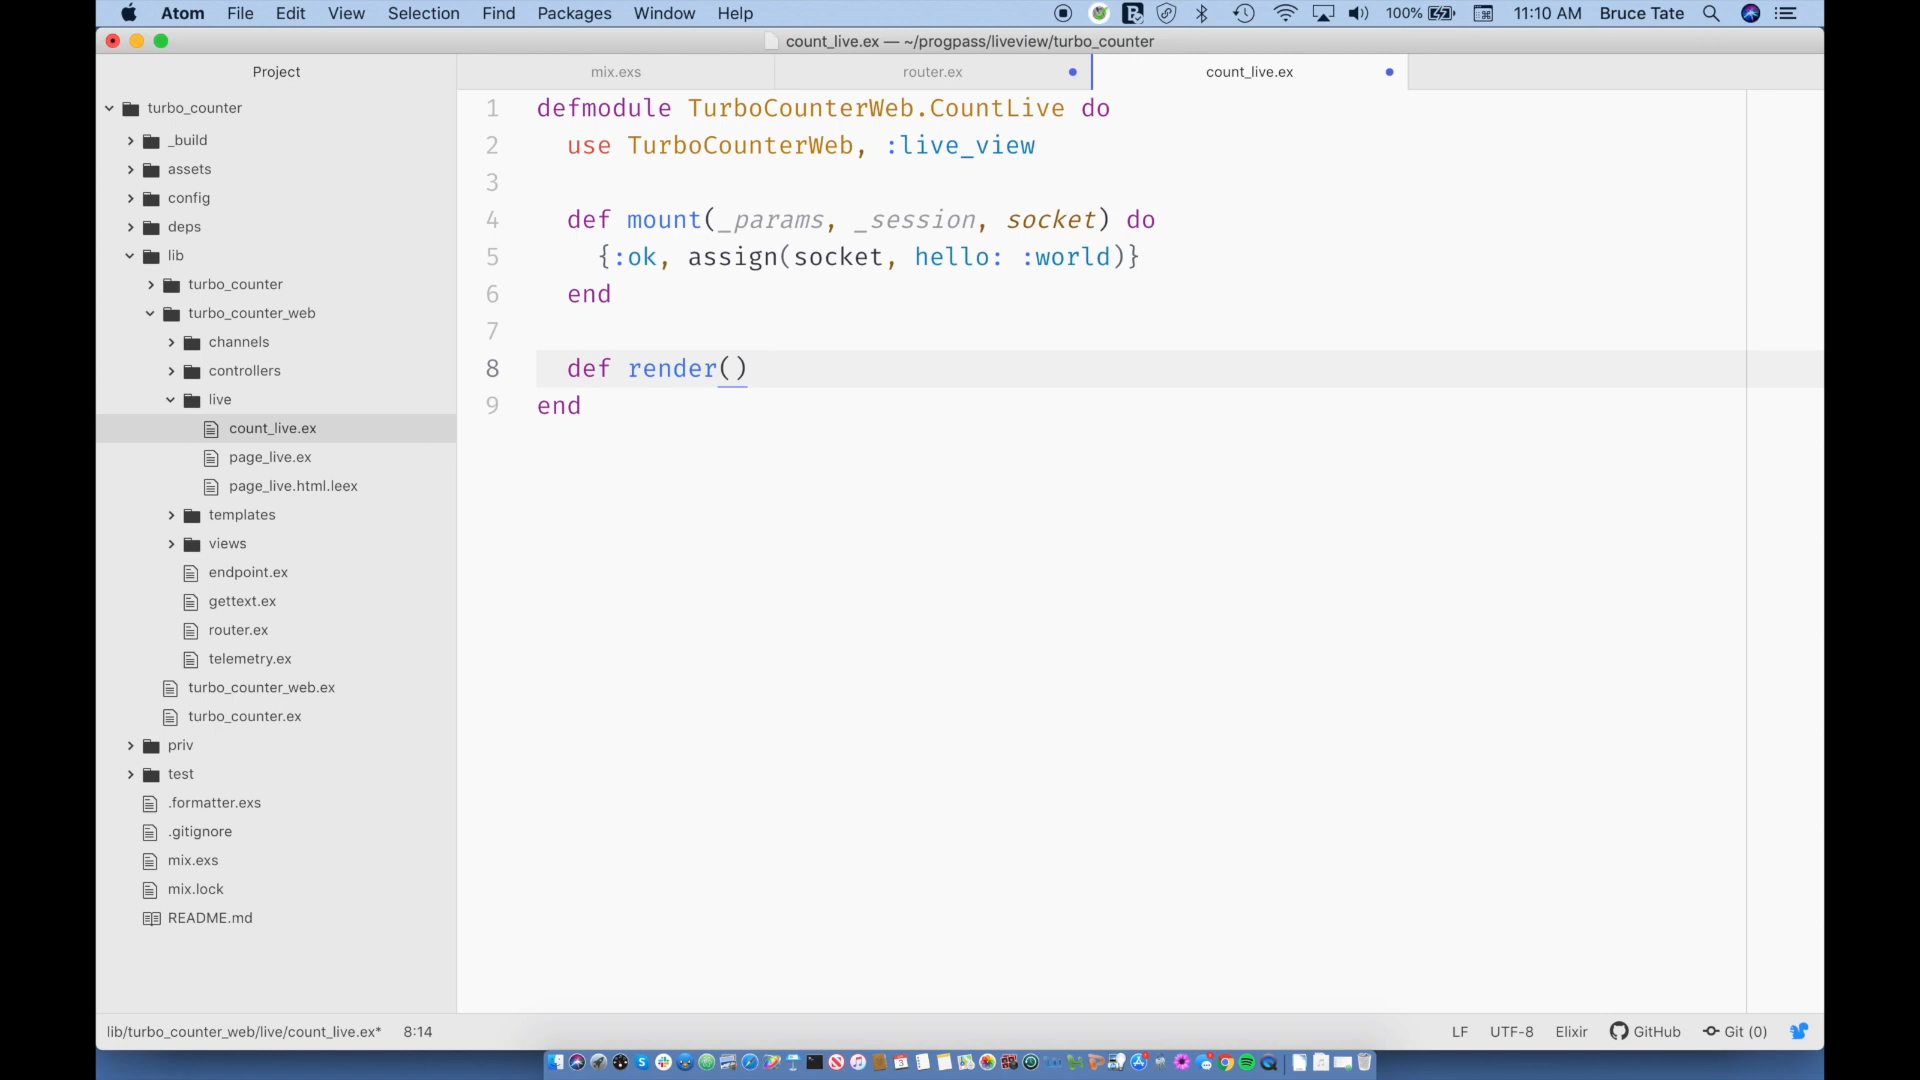 Atom File Edit View Selection Find Packages Window Help 100% 11:10 AM Bruce Tate
count_live.ex — ~/progpass/liveview/turbo_counter
Project
mix.exs
router.ex
count_live.ex
turbo_counter
_build
assets
config
deps
lib
turbo_counter
turbo_counter_web
channels
controllers
live
count_live.ex
page_live.ex
page_live.html.leex
templates
views
endpoint.ex
gettext.ex
router.ex
telemetry.ex
turbo_counter_web.ex
turbo_counter.ex
priv
test
.formatter.exs
.gitignore
mix.exs
mix.lock
README.md
1 defmodule TurboCounterWeb.CountLive do
2 use TurboCounterWeb, :live_view
3
4 def mount(_params, _session, socket) do
5 {:ok, assign(socket, hello: :world)}
6 end
7
8 def render()
9 end
lib/turbo_counter_web/live/count_live.ex* 8:14 LF UTF-8 Elixir GitHub Git (0)